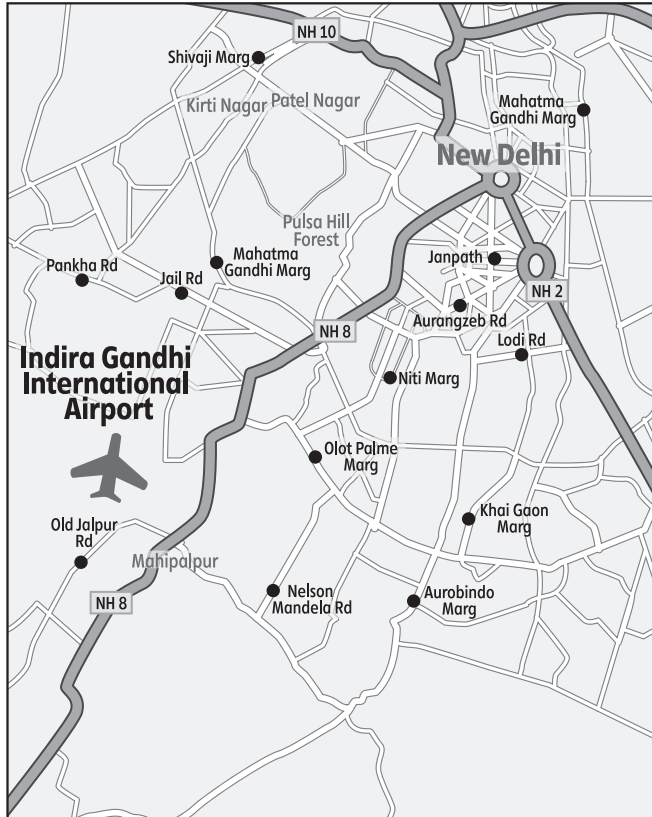 NH 10
Shivaji Marg
Kirti Nagar
Patel Nagar
Mahatma
Gandhi Marg
New Delhi
Pulsa Hill
Forest
Mahatma
Gandhi Marg
Pankha Rd
Jail Rd
Janpath
NH 2
Aurangzeb Rd
NH 8
Lodi Rd
Indira Gandhi
International
Airport
Niti Marg
Olot Palme
Marg
Khai Gaon
Marg
Old Jalpur
Rd
Mahipalpur
NH 8
Nelson
Mandela Rd
Aurobindo
Marg